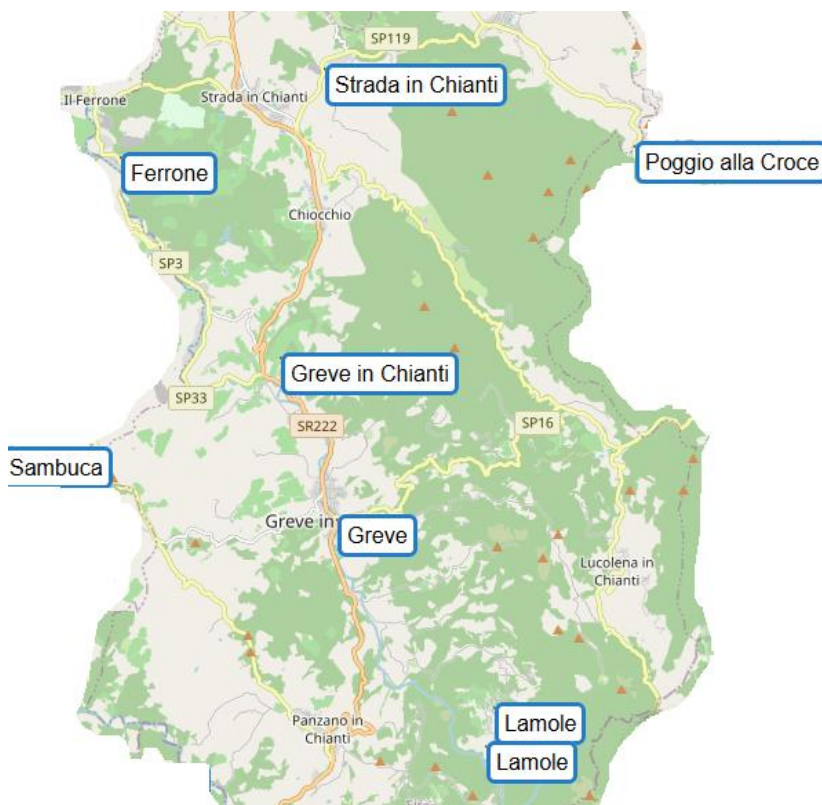 SP119
Strada in Chianti
Il Ferrone
Strada in Chianti
Poggio alla Croce
Ferrone
Chiocchio
SP3
Greve in Chianti
SP33
SR222
SP16
Sambuca
Greve in
Greve
Lucolena in
Chianti
Lamole
Panzano in
Chianti
Lamole